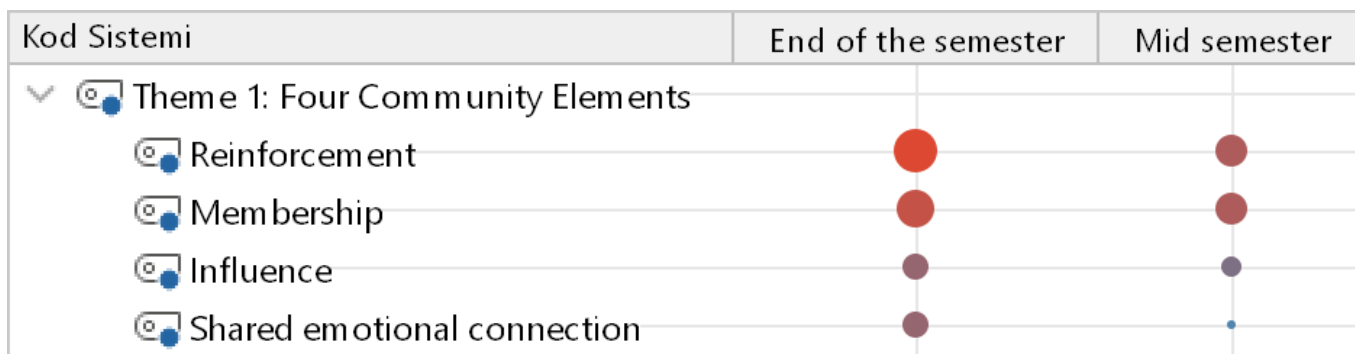 Kod Sistemi End of the semester Mid semester
Theme 1: Four Community Elements
Reinforcement
Membership
Influence
Shared emotional connection